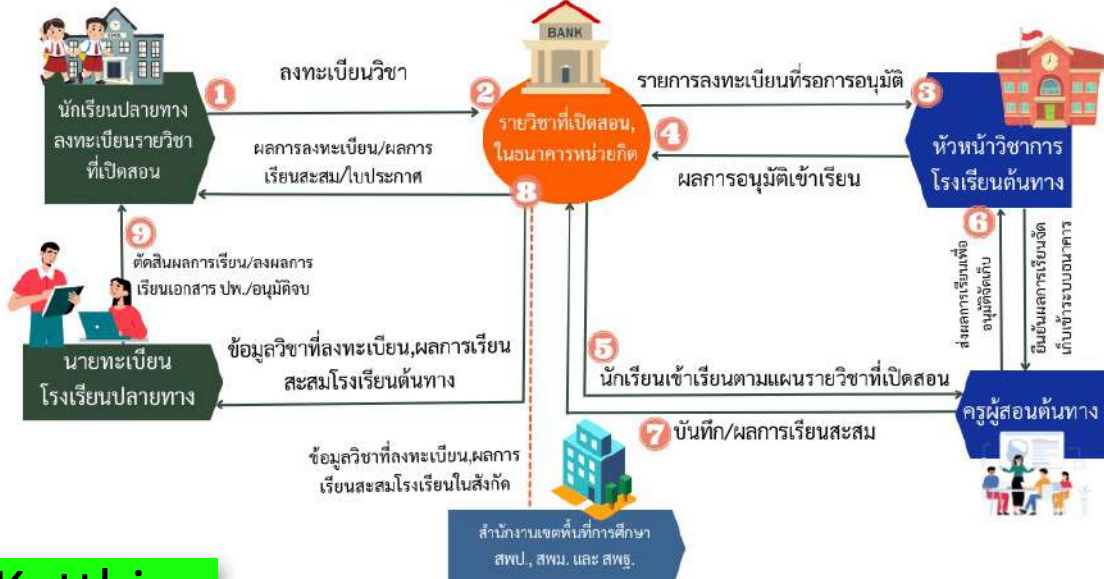 BANK
ลงทะเบียนวิชา
รายการลงทะเบียนที่รอการอนุมัติ
1
2
3
นักเรียนปลายทาง
ลงทะเบียนรายวิชา
ที่เปิดสอน
รายวิชาที่เปิดสอน,
ในธนาคารหน่วยกิต
4
หัวหน้าวิชาการ
โรงเรียนต้นทาง
ผลการลงทะเบียน/ผลการ
เรียนสะสม/ใบประกาศ
ผลการอนุมัติเข้าเรียน
8
6
ส่งผลการเรียนเพื่อ
อนุมัติจัดเก็บ
ยืนยันผลการเรียนจัด
เก็บเข้าระบบธนาคาร
9
ตัดสินผลการเรียน/ลงผลการ
เรียนเอกสาร ปพ./อนุมัติจบ
นายทะเบียน
โรงเรียนปลายทาง
ข้อมูลวิชาที่ลงทะเบียน,ผลการเรียน
สะสมโรงเรียนต้นทาง
5
นักเรียนเข้าเรียนตามแผนรายวิชาที่เปิดสอน
ครูผู้สอนต้นทาง
7
บันทึก/ผลการเรียนสะสม
ข้อมูลวิชาที่ลงทะเบียน,ผลการ
เรียนสะสมโรงเรียนในสังกัด
สำนักงานเขตพื้นที่การศึกษา
สพป., สพม. และ สพฐ.